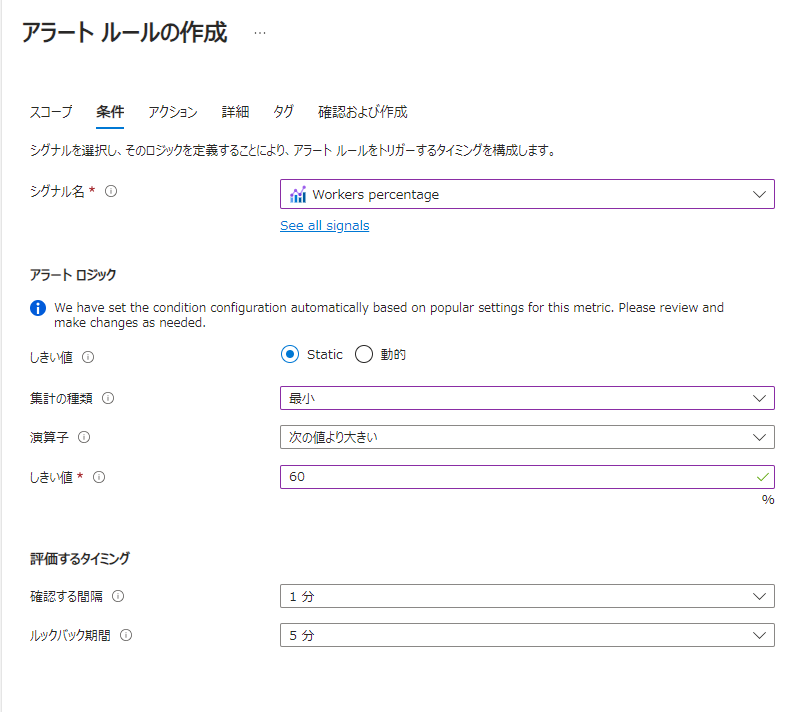 アラート ルールの作成 …
スコープ 条件 アクション 詳細 タグ 確認および作成
シグナルを選択し、そのロジックを定義することにより、アラート ルールをトリガーするタイミングを構成します。
シグナル名 * Workers percentage
See all signals
アラート ロジック
We have set the condition configuration automatically based on popular settings for this metric. Please review and
make changes as needed.
しきい値 Static 動的
集計の種類 最小
演算子 次の値より大きい
しきい値 * 60
%
評価するタイミング
確認する間隔 1 分
ルックバック期間 5 分